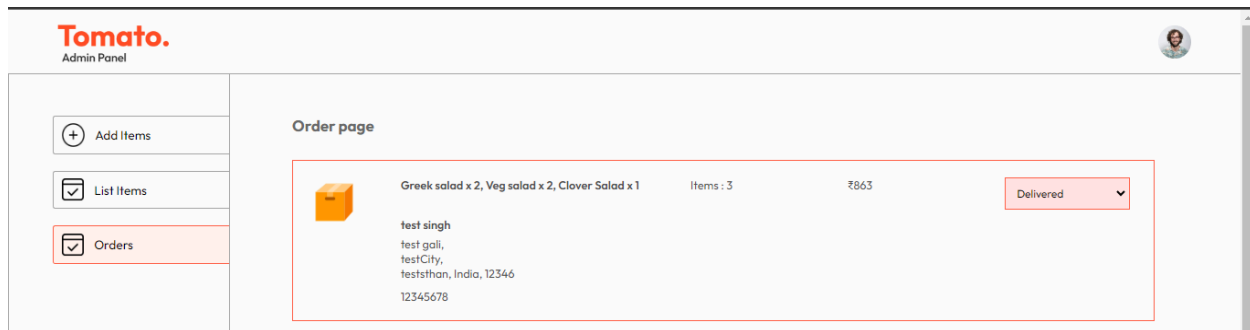 Tomato.
Admin Panel
Add Items
List Items
Orders
Order page
Greek salad x 2, Veg salad x 2, Clover Salad x 1
Items : 3
₹863
Delivered
test singh
test gali,
testCity,
teststhan, India, 12346
12345678